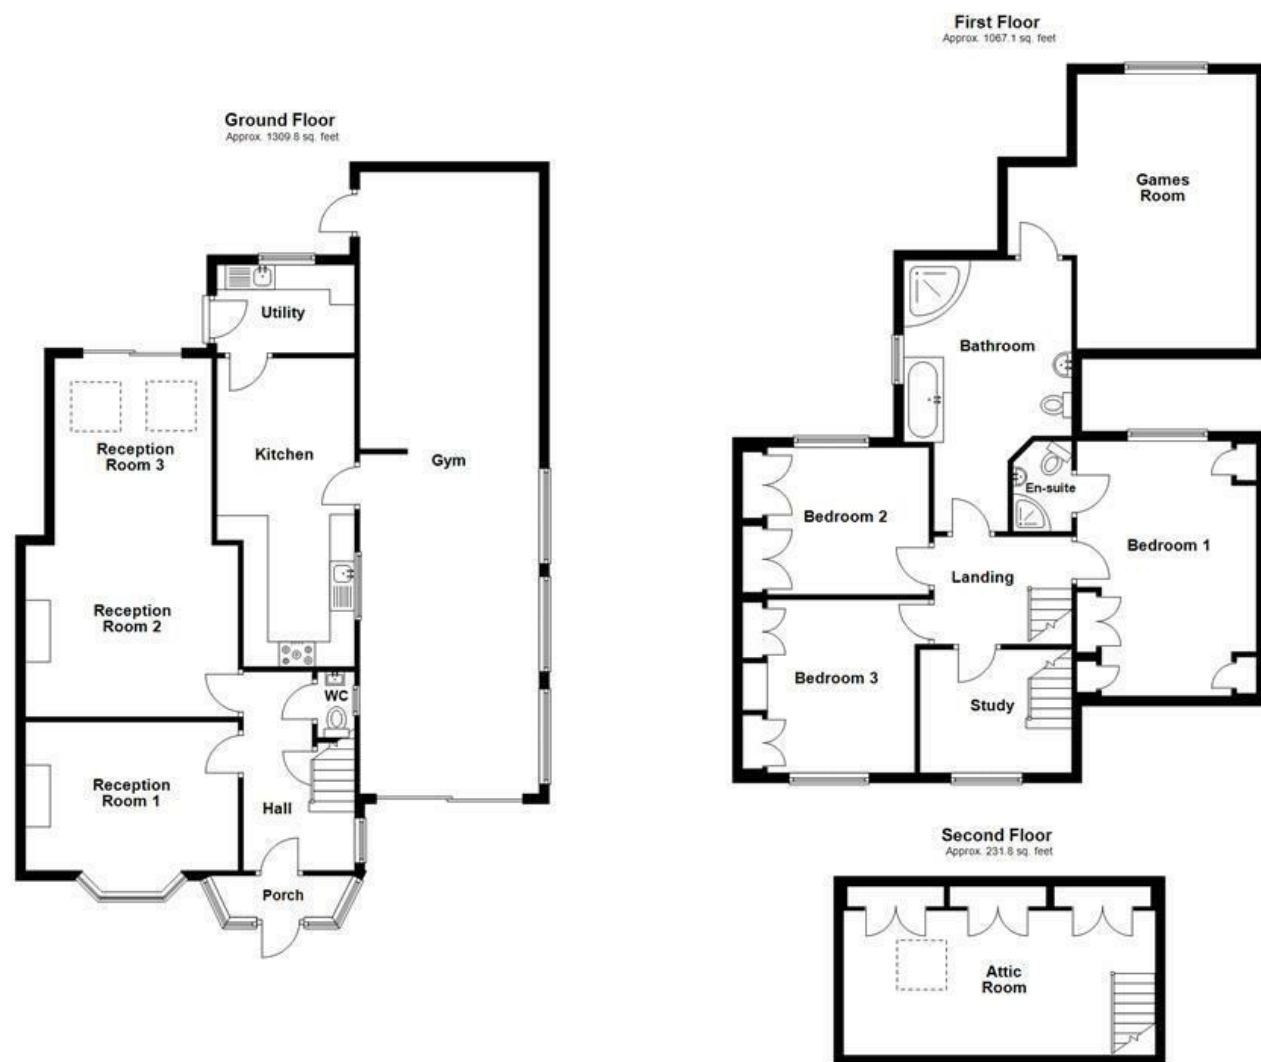 Ground Floor
Approx. 1309.8 sq. feet
Utility
Reception
Room 3
Kitchen
Gym
Reception
Room 2
WC
Reception
Room 1
Hall
Porch
First Floor
Approx. 1067.1 sq. feet
Games
Room
Bathroom
En-suite
Bedroom 2
Bedroom 1
Landing
Bedroom 3
Study
Second Floor
Approx. 231.8 sq. feet
Attic
Room